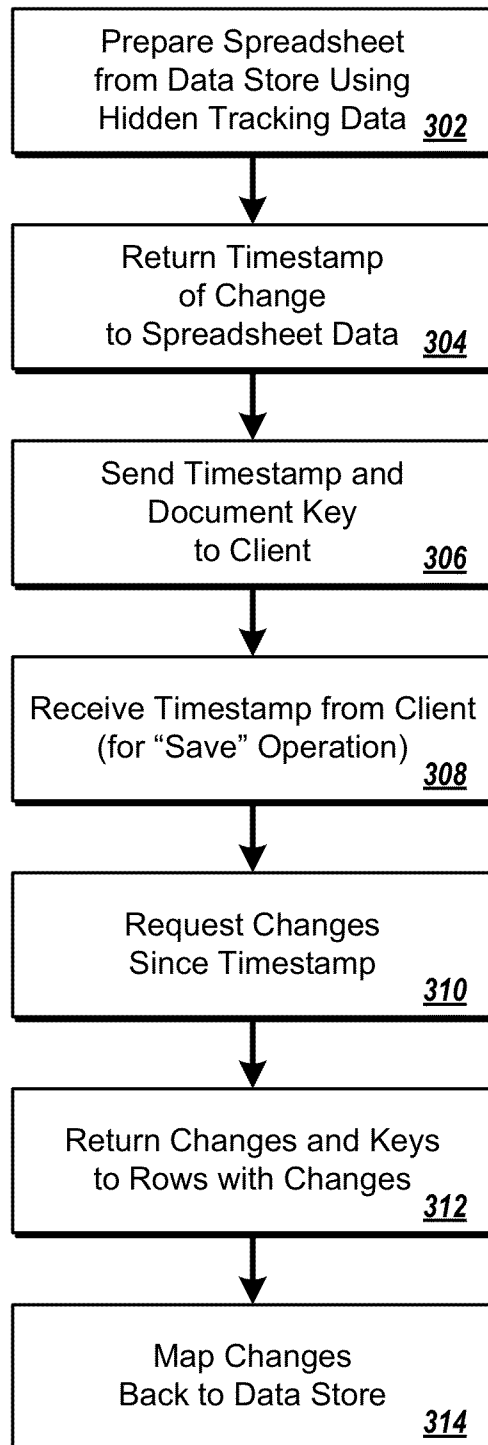 Prepare Spreadsheet
from Data Store Using
Hidden Tracking Data 302
Return Timestamp
of Change
to Spreadsheet Data 304
Send Timestamp and
Document Key
to Client 306
Receive Timestamp from Client
(for “Save” Operation)
308
Request Changes
Since Timestamp
310
Return Changes and Keys
to Rows with Changes
312
Map Changes
Back to Data Store
314